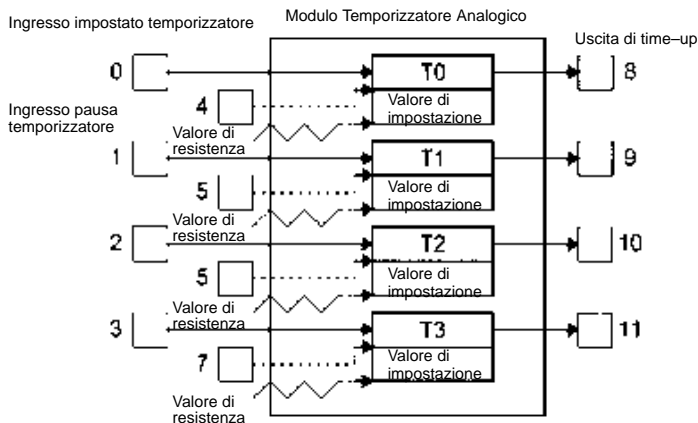 Ingresso impostato temporizzatore
Modulo Temporizzatore Analogico
Uscita di time–up
0
T0
8
4
Valore di
impostazione
Ingresso pausa
temporizzatore
Valore di
resistenza
1
T1
9
5
Valore di
impostazione
Valore di
resistenza
2
T2
10
5
Valore di
impostazione
Valore di
resistenza
3
T3
11
7
Valore di
impostazione
Valore di
resistenza